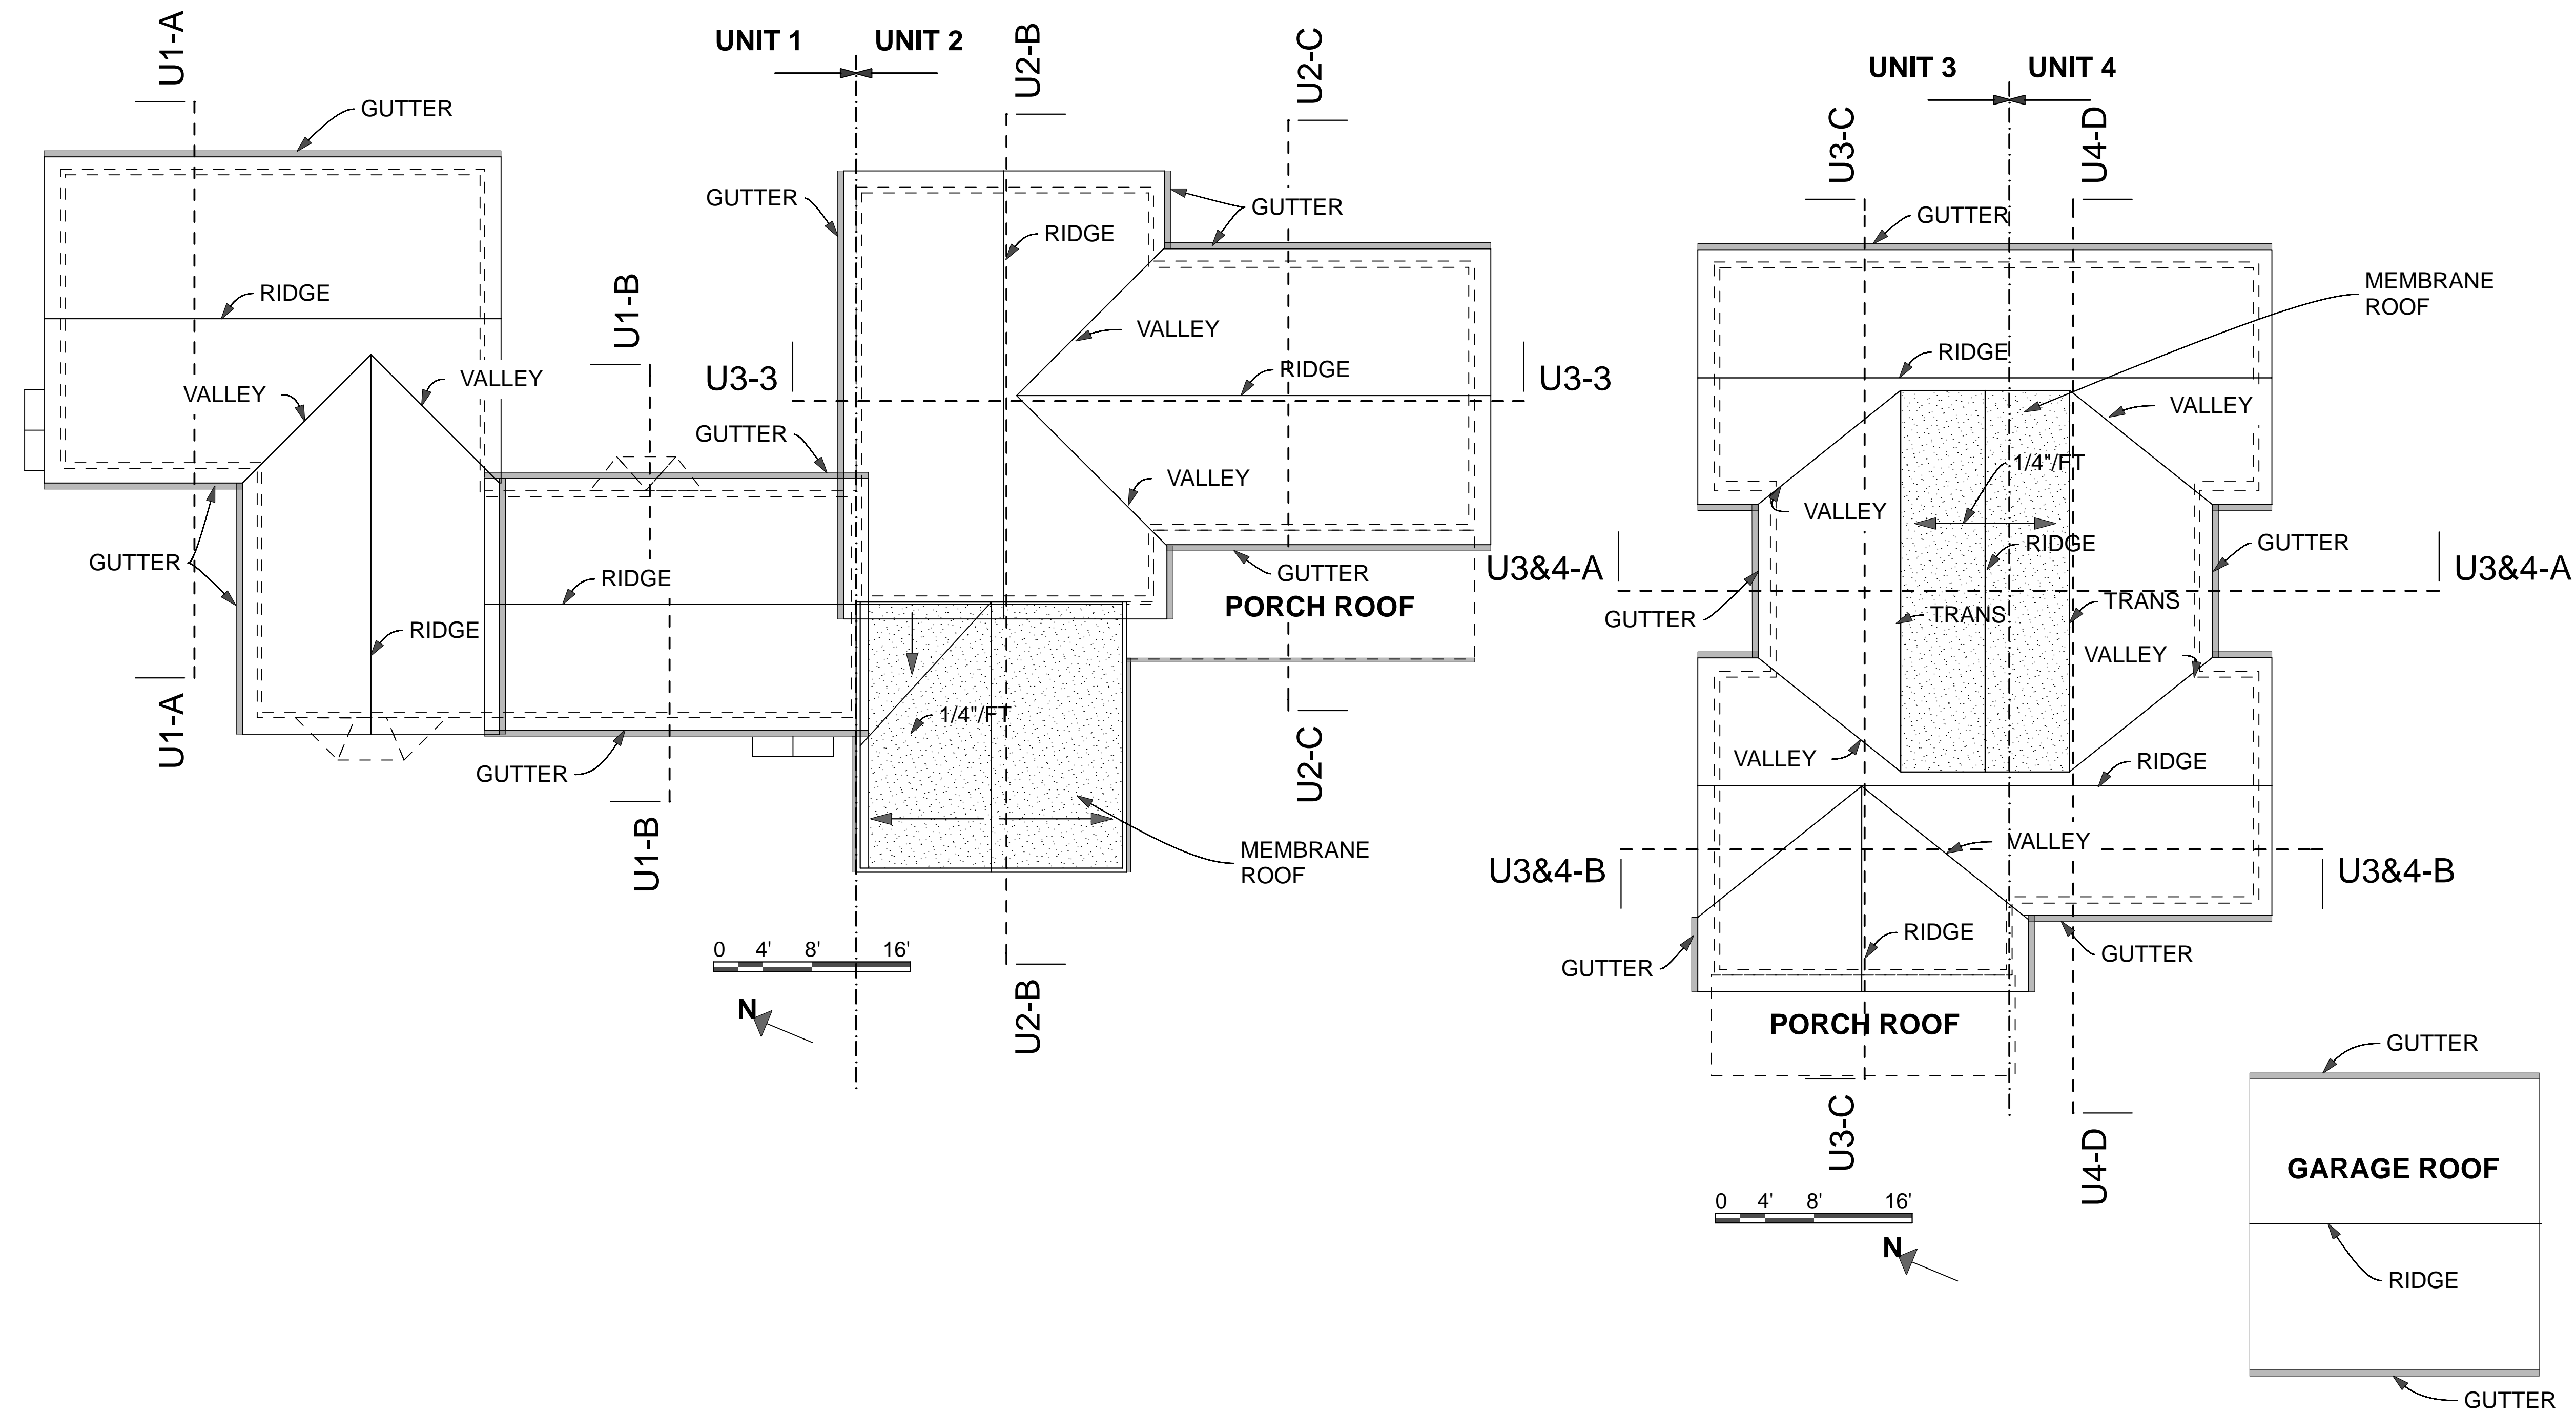 U1-A
UNIT 1
UNIT 2
U2-B
U2-C
GUTTER
GUTTER
GUTTER
RIDGE
RIDGE
U1-B
VALLEY
VALLEY
VALLEY
RIDGE
U3-3
U3-3
GUTTER
VALLEY
GUTTER
RIDGE
GUTTER
PORCH ROOF
RIDGE
1/4"/FT
GUTTER
U1-A
U1-B
U2-C
MEMBRANE
ROOF
0 4' 8' 16'
N
U2-B
UNIT 3
UNIT 4
U3-C
U4-D
GUTTER
MEMBRANE
ROOF
RIDGE
VALLEY
1/4"/FT
VALLEY
RIDGE
GUTTER
U3&4-A
U3&4-A
GUTTER
TRANS
TRANS
VALLEY
VALLEY
RIDGE
VALLEY
U3&4-B
U3&4-B
RIDGE
GUTTER
GUTTER
PORCH ROOF
U3-C
U4-D
0 4' 8' 16'
N
GUTTER
GARAGE ROOF
RIDGE
GUTTER